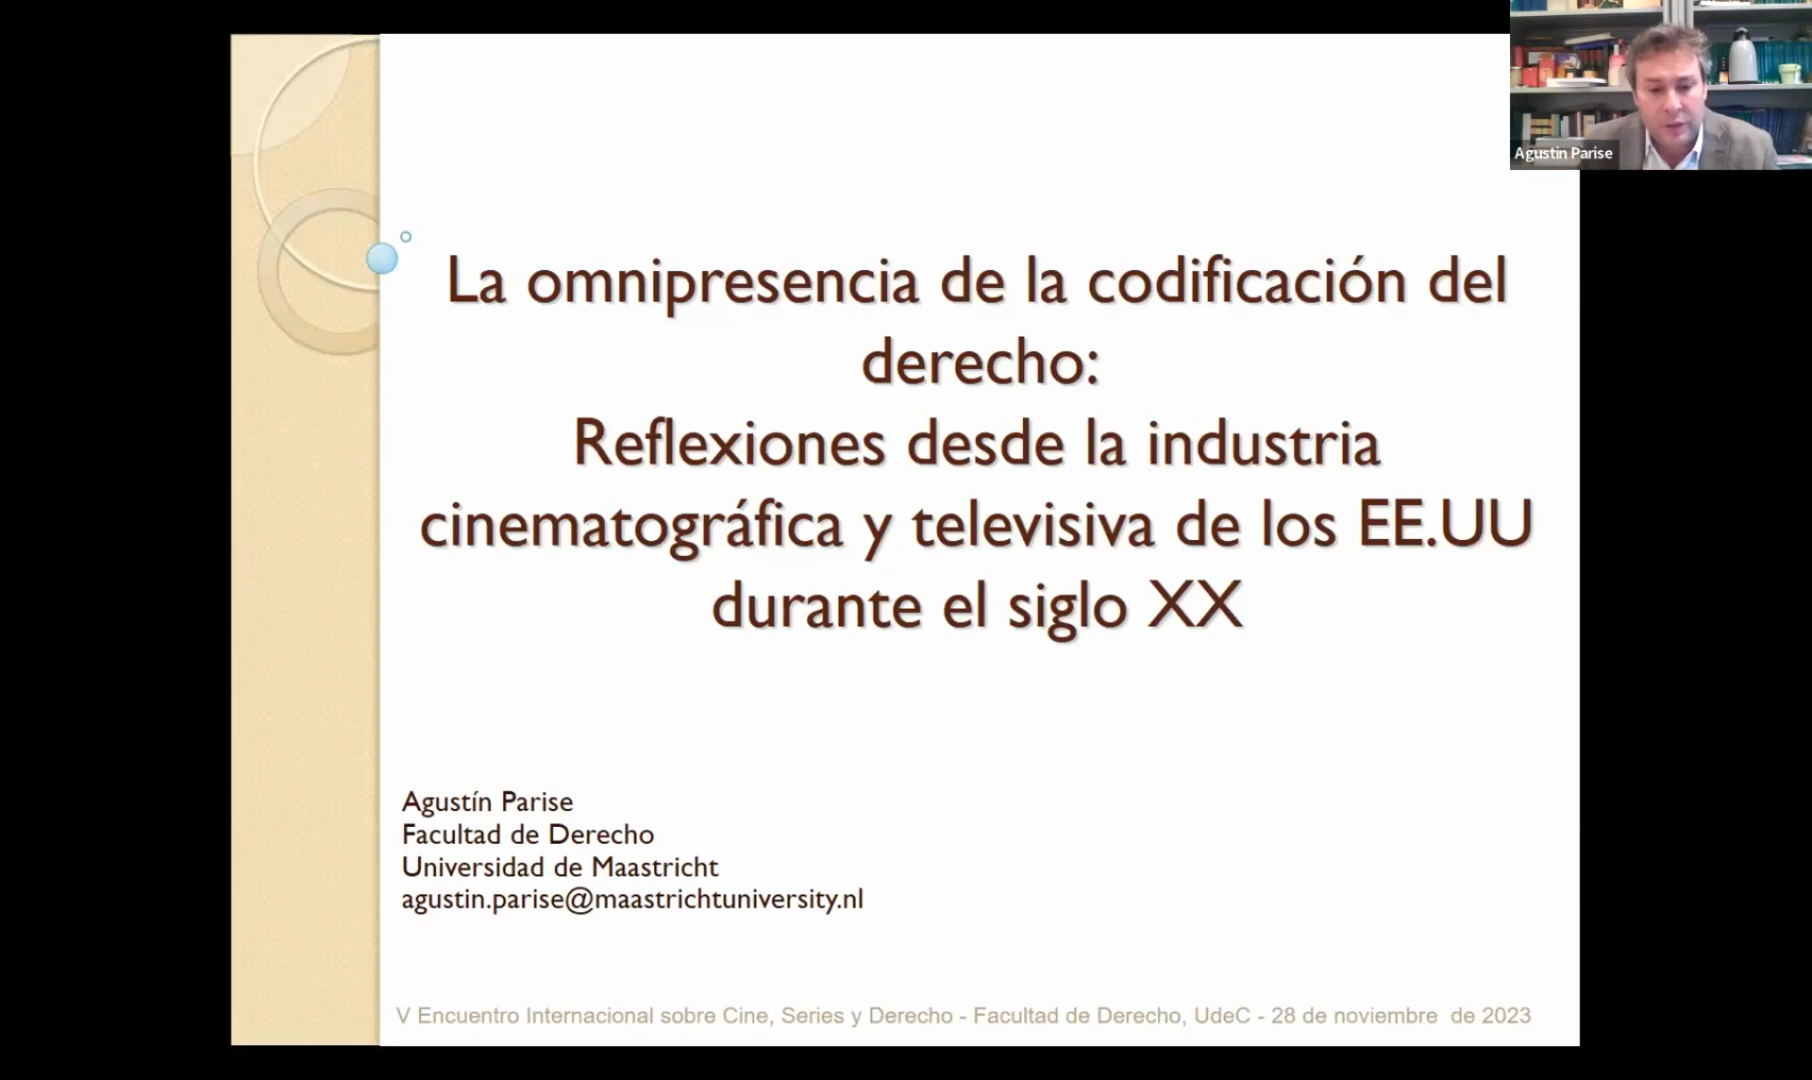 Agustin Parise
La omnipresencia de la codificación del
derecho:
Reflexiones desde la industria
cinematográfica y televisiva de los EE.UU
durante el siglo XX
Agustín Parise
Facultad de Derecho
Universidad de Maastricht
agustin.parise@maastrichtuniversity.nl
V Encuentro Internacional sobre Cine, Series y Derecho - Facultad de Derecho, UdeC - 28 de noviembre de 2023